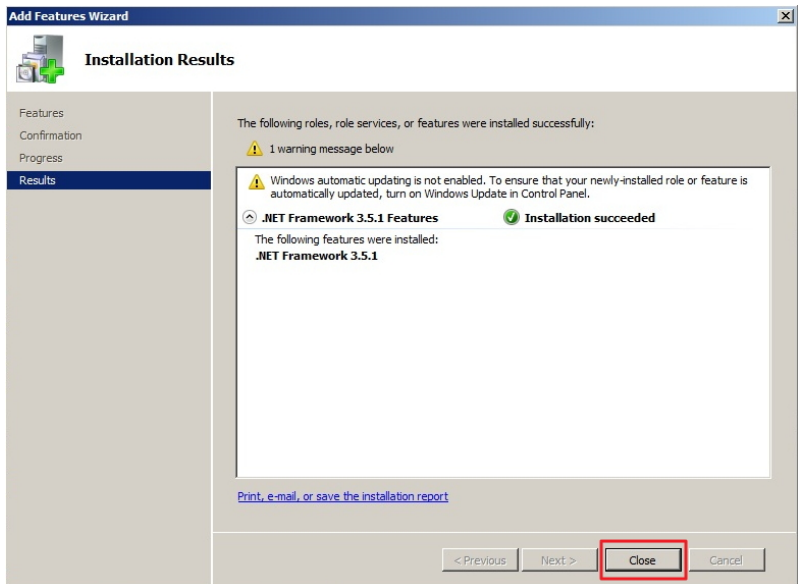 Add Features Wizard
Installation Results
Features
Confirmation
Progress
Results
The following roles, role services, or features were installed successfully:
1 warning message below
Windows automatic updating is not enabled. To ensure that your newly-installed role or feature is
automatically updated, turn on Windows Update in Control Panel.
.NET Framework 3.5.1 Features
Installation succeeded
The following features were installed:
.NET Framework 3.5.1
Print, e-mail, or save the installation report
< Previous
Next >
Close
Cancel